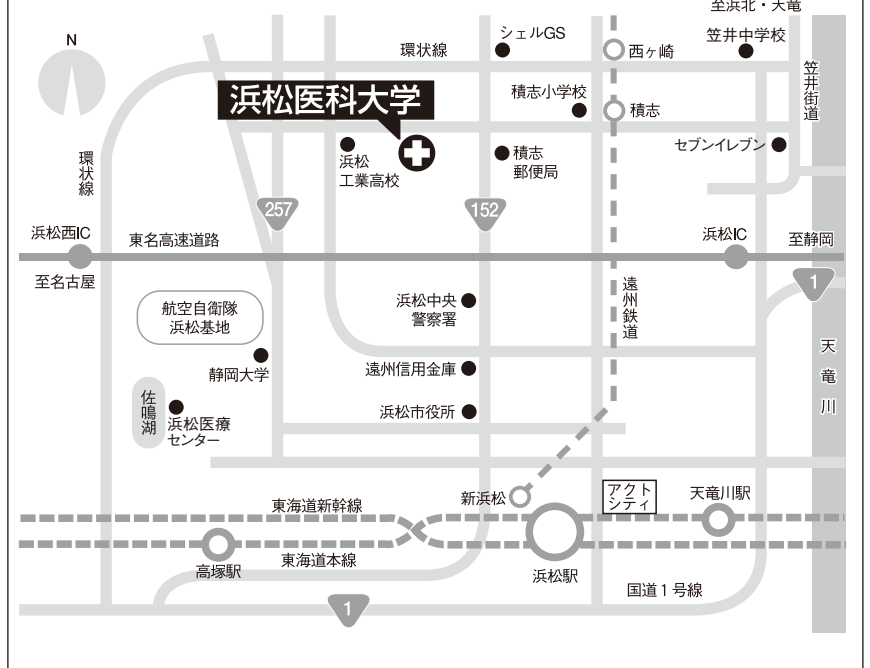 至浜北・天竜
N
シェルGS
環状線
西ヶ崎
笠井中学校
笠井街道
浜松医科大学
積志小学校
積志
浜松
工業高校
積志
郵便局
セブンイレブン
環状線
257
152
浜松西IC
東名高速道路
浜松IC
至静岡
至名古屋
1
航空自衛隊
浜松基地
浜松中央
警察署
遠州鉄道
静岡大学
遠州信用金庫
天竜川
佐鳴湖
浜松医療
センター
浜松市役所
新浜松
アクト
シティ
天竜川駅
東海道新幹線
東海道本線
高塚駅
浜松駅
国道1号線
1